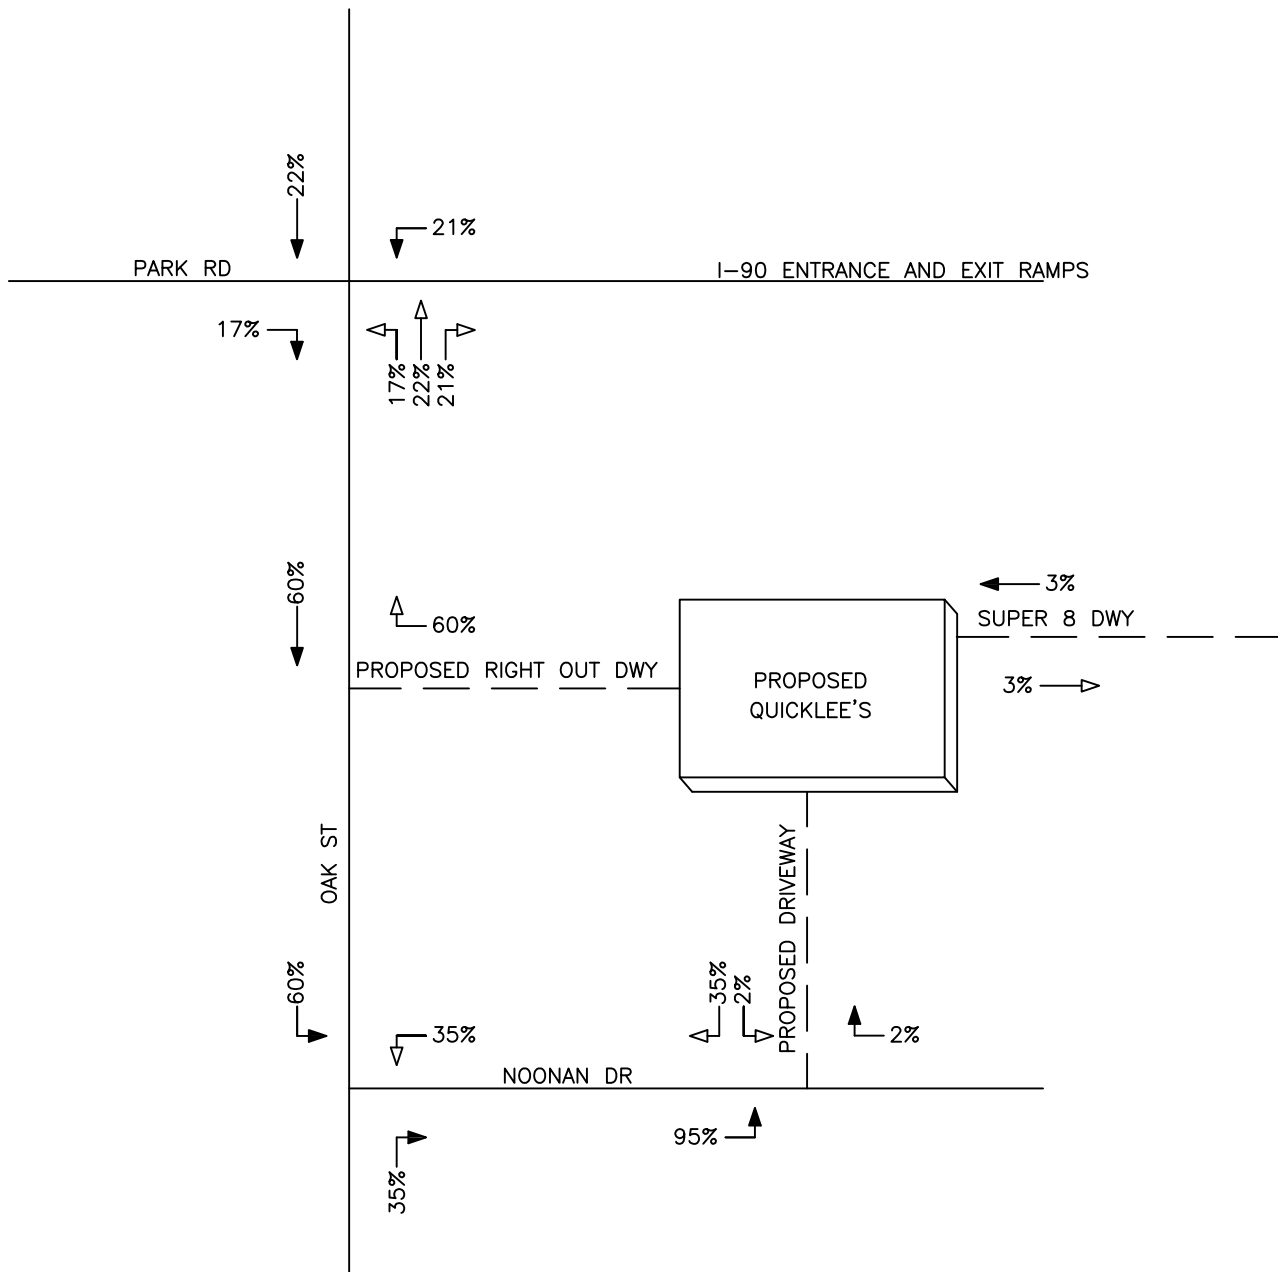 22%
21%
PARK RD
I-90 ENTRANCE AND EXIT RAMPS
17%
17%
22%
21%
60%
3%
60%
SUPER 8 DWY
PROPOSED RIGHT OUT DWY
PROPOSED
QUICKLEE'S
3%
OAK ST
PROPOSED DRIVEWAY
60%
35%
35%
2%
2%
NOONAN DR
95%
35%